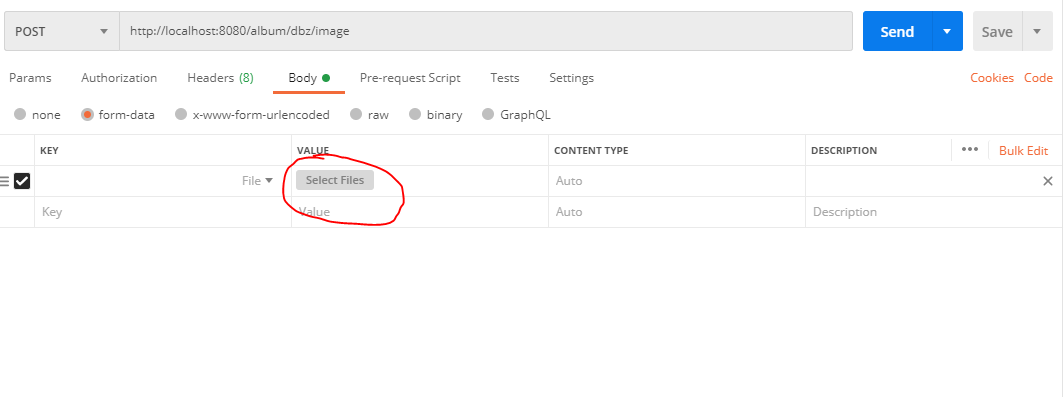 POST http://localhost:8080/album/dbz/image Send Save
Params Authorization Headers (8) Body Pre-request Script Tests Settings Cookies Code
none form-data x-www-form-urlencoded raw binary GraphQL
KEY VALUE CONTENT TYPE DESCRIPTION ••• Bulk Edit
File Select Files Auto
Key Value Auto Description